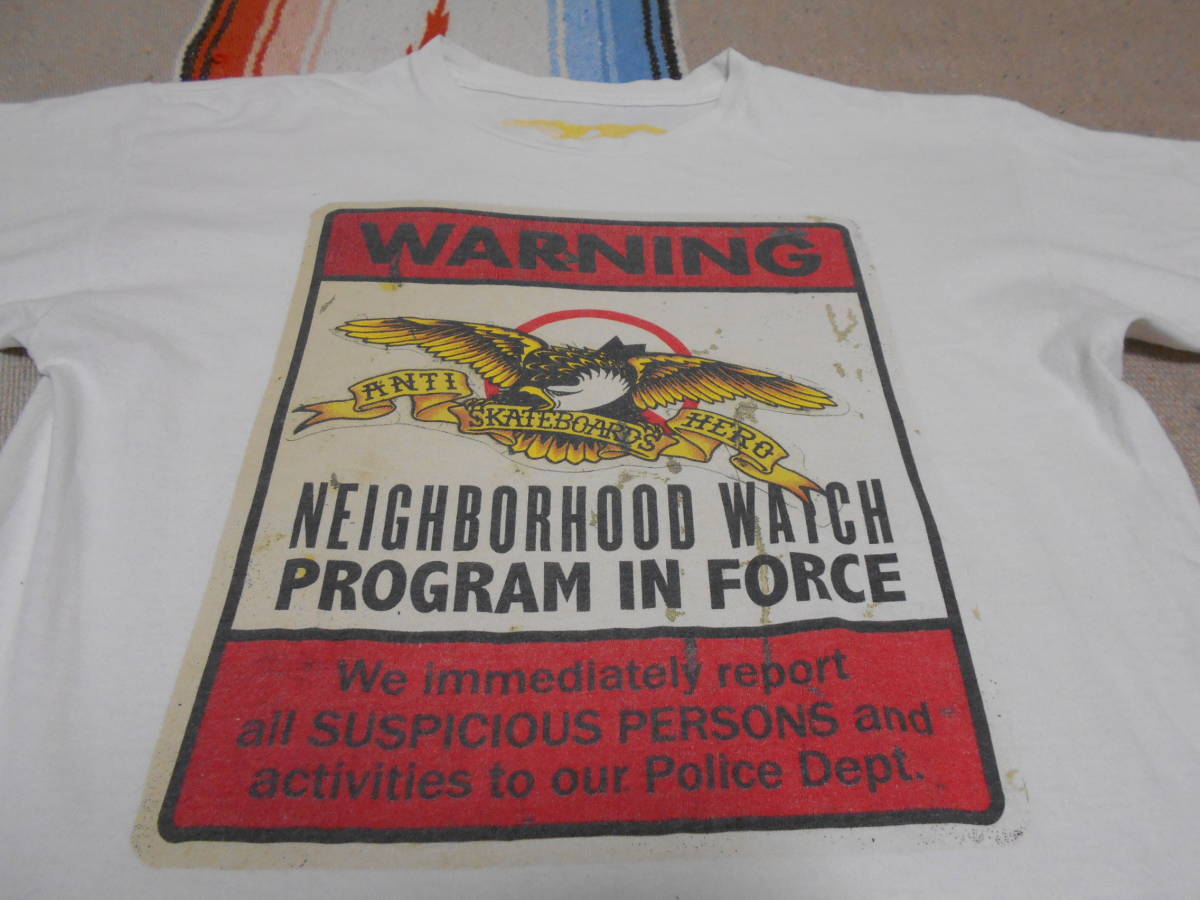 WARNING
ANTI
SKATEBOARDS
HERO
NEIGHBORHOOD WATCH
PROGRAM IN FORCE
We immediately report
all SUSPICIOUS PERSONS and
activities to our Police Dept.